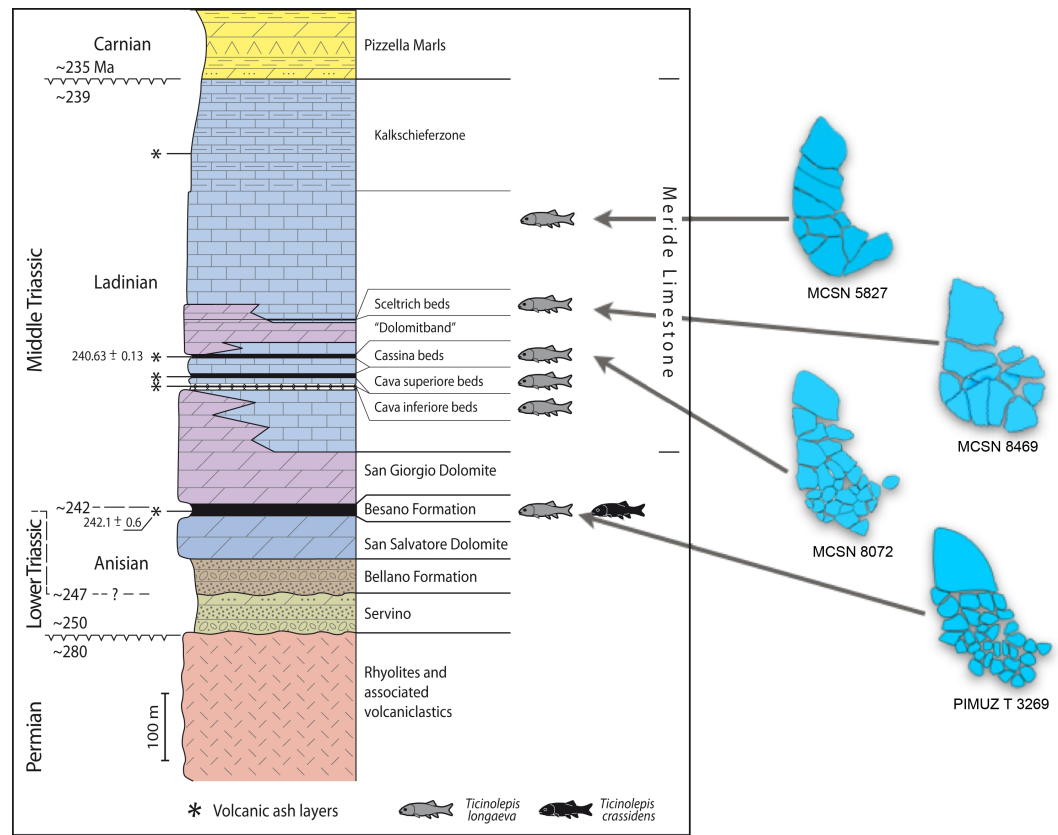 Carnian
~235 Ma
~239
Middle Triassic
Ladinian
240.63 ± 0.13
*
*
*
*
~242
*
242.1 ± 0.6
Lower Triassic
Anisian
~247 --- ?
~250
~280
Permian
100 m
Pizzella Marls
Kalkschieferzone
Sceltrich beds
"Dolomitband"
Cassina beds
Cava superiore beds
Cava inferiore beds
San Giorgio Dolomite
Besano Formation
San Salvatore Dolomite
Bellano Formation
Servino
Rhyolites and
associated
volcaniclastics
Meride Limestone
MCSN 5827
MCSN 8469
MCSN 8072
PIMUZ T 3269
* Volcanic ash layers
Ticinolepis
longaeva
Ticinolepis
crassidens